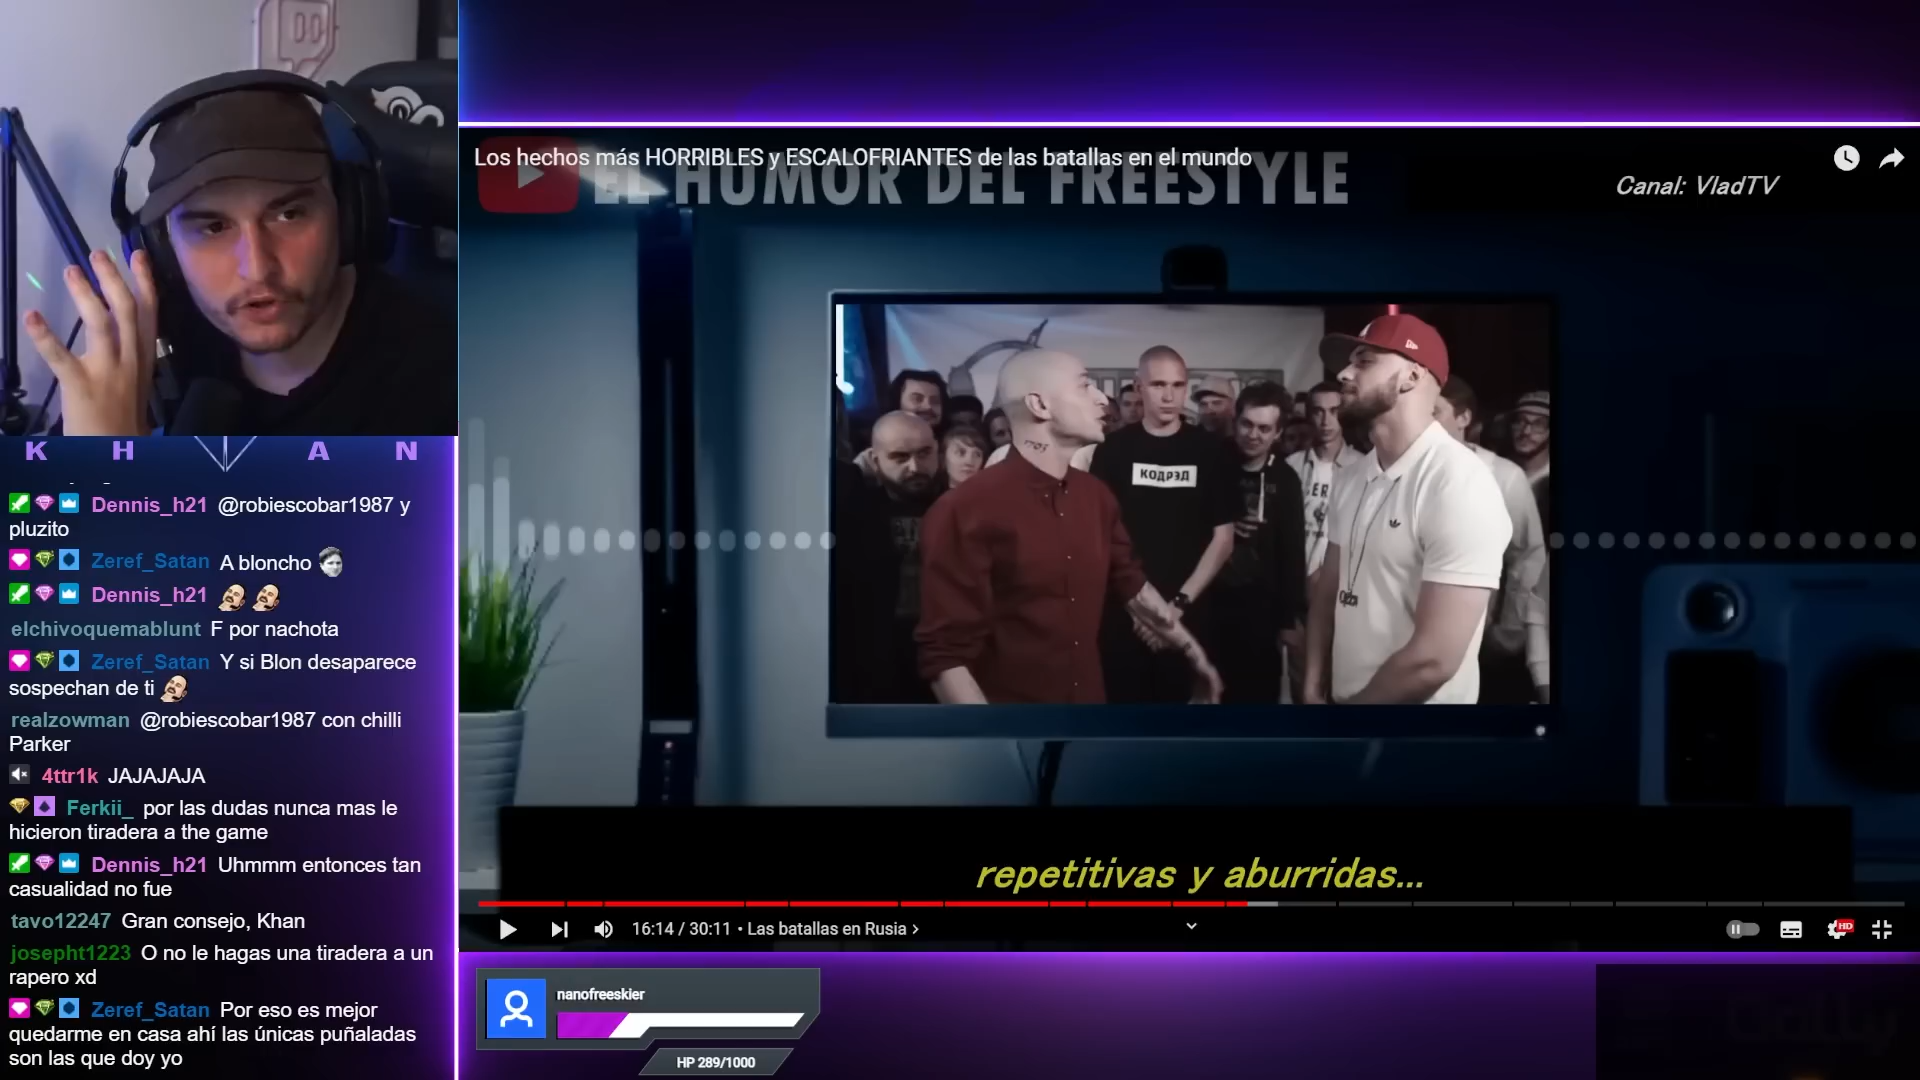 K H A N
Dennis_h21 @robiescobar1987 y
pluzito
Zeref_Satan A bloncho
Dennis_h21
elchivoquemablunt F por nachota
Zeref_Satan Y si Blon desaparece
sospechan de ti
realzowman @robiescobar1987 con chilli
Parker
4ttr1k JAJAJAJA
Ferkii_ por las dudas nunca mas le
hicieron tiradera a the game
Dennis_h21 Uhmmm entonces tan
casualidad no fue
tavo12247 Gran consejo, Khan
josepht1223 O no le hagas una tiradera a un
rapero xd
Zeref_Satan Por eso es mejor
quedarme en casa ahí las únicas puñaladas
son las que doy yo
Los hechos más HORRIBLES y ESCALOFRIANTES de las batallas en el mundo
EL HUMOR DEL FREESTYLE
Canal: VladTV
КОДРЭД
repetitivas y aburridas...
16:14 / 30:11 • Las batallas en Rusia >
HD
nanofreeskier
HP 289/1000